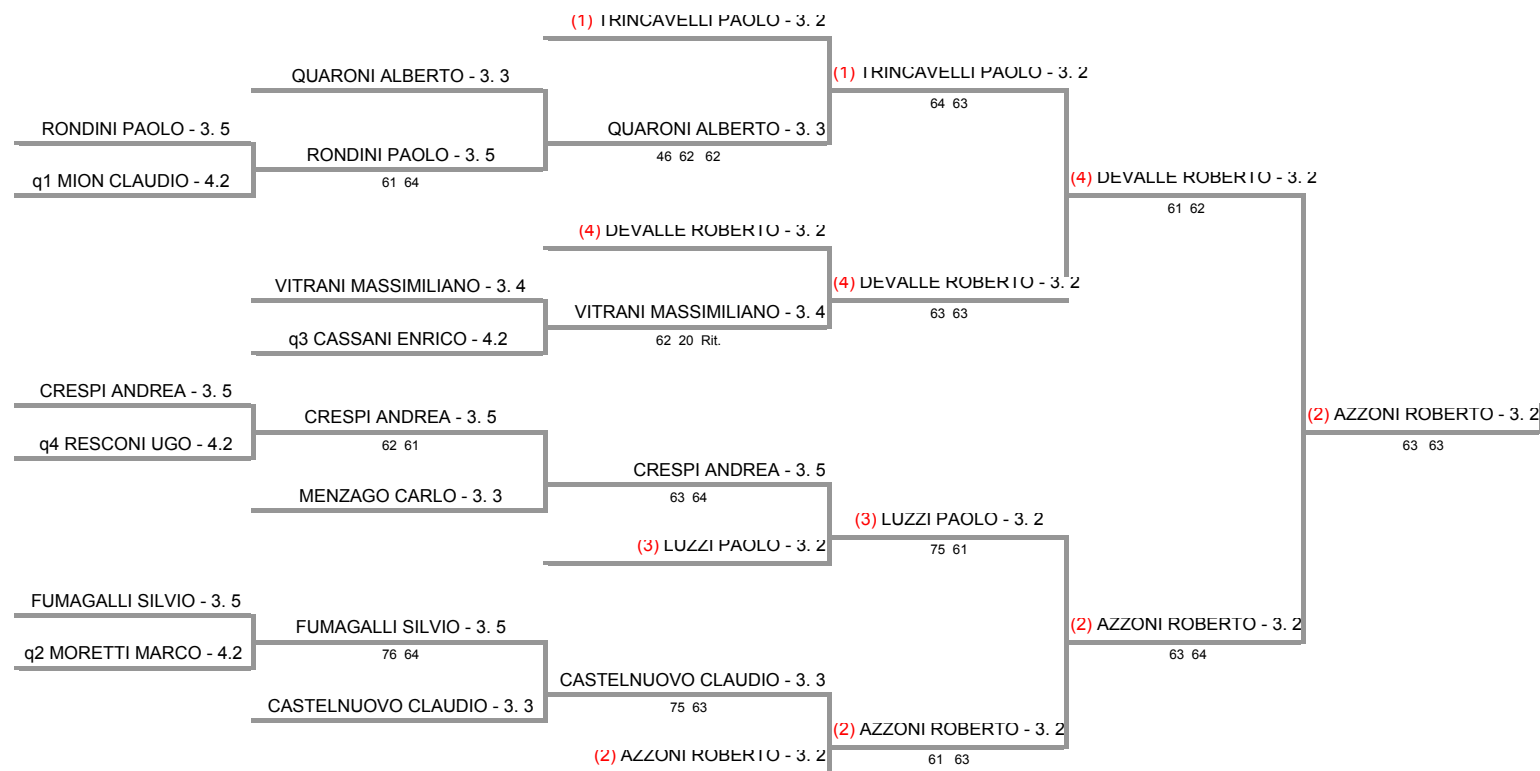 (1) TRINCAVELLI PAOLO - 3. 2
QUARONI ALBERTO - 3. 3
(1) TRINCAVELLI PAOLO - 3. 2
64 63
RONDINI PAOLO - 3. 5
QUARONI ALBERTO - 3. 3
46 62 62
RONDINI PAOLO - 3. 5
61 64
q1 MION CLAUDIO - 4.2
(4) DEVALLE ROBERTO - 3. 2
61 62
(4) DEVALLE ROBERTO - 3. 2
VITRANI MASSIMILIANO - 3. 4
(4) DEVALLE ROBERTO - 3. 2
63 63
VITRANI MASSIMILIANO - 3. 4
62 20 Rit.
q3 CASSANI ENRICO - 4.2
CRESPI ANDREA - 3. 5
CRESPI ANDREA - 3. 5
62 61
(2) AZZONI ROBERTO - 3. 2
63 63
q4 RESCONI UGO - 4.2
CRESPI ANDREA - 3. 5
63 64
MENZAGO CARLO - 3. 3
(3) LUZZI PAOLO - 3. 2
75 61
(3) LUZZI PAOLO - 3. 2
FUMAGALLI SILVIO - 3. 5
FUMAGALLI SILVIO - 3. 5
76 64
(2) AZZONI ROBERTO - 3. 2
63 64
q2 MORETTI MARCO - 4.2
CASTELNUOVO CLAUDIO - 3. 3
75 63
CASTELNUOVO CLAUDIO - 3. 3
(2) AZZONI ROBERTO - 3. 2
61 63
(2) AZZONI ROBERTO - 3. 2